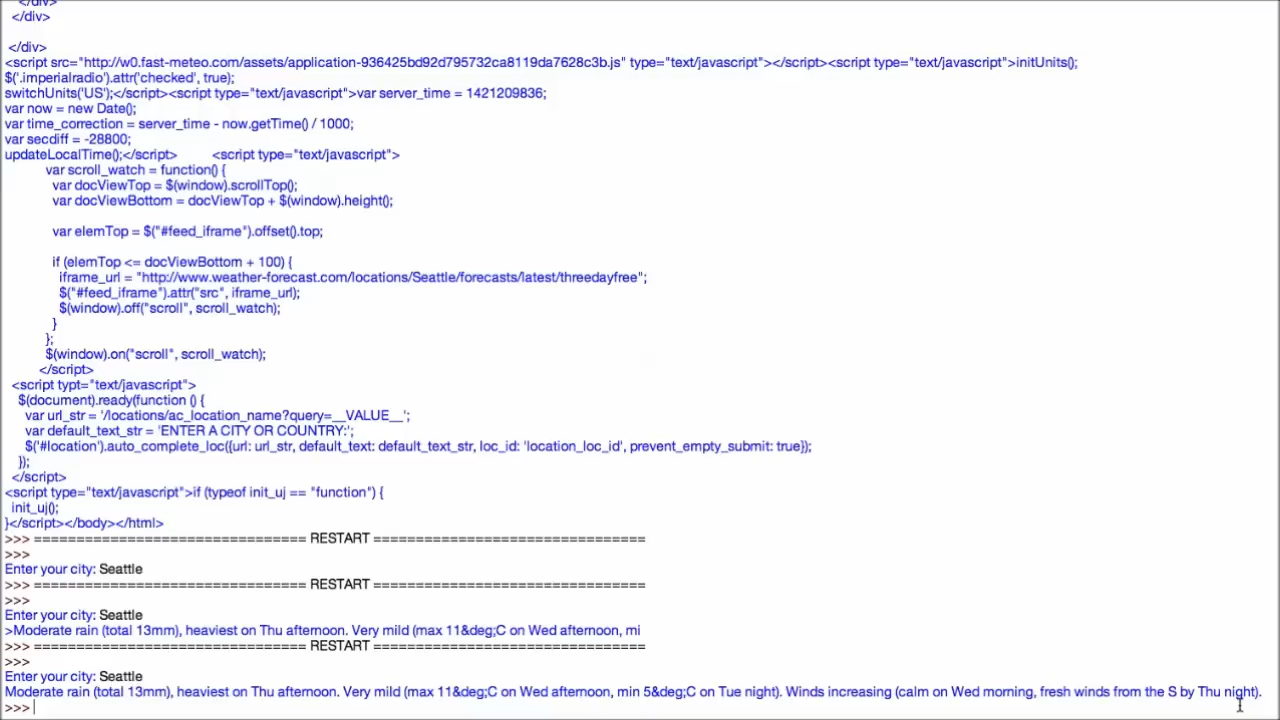 </div>
</div>
</div>
<script src="http://w0.fast-meteo.com/assets/application-936425bd92d795732ca8119da7628c3b.js" type="text/javascript"></script><script type="text/javascript">initUnits();
$('.imperialradio').attr('checked', true);
switchUnits('US');</script><script type="text/javascript">var server_time = 1421209836;
var now = new Date();
var time_correction = server_time - now.getTime() / 1000;
var secdiff = -28800;
updateLocalTime();</script> <script type="text/javascript">
var scroll_watch = function() {
var docViewTop = $(window).scrollTop();
var docViewBottom = docViewTop + $(window).height();
var elemTop = $("#feed_iframe").offset().top;
if (elemTop <= docViewBottom + 100) {
iframe_url = "http://www.weather-forecast.com/locations/Seattle/forecasts/latest/threedayfree";
$("#feed_iframe").attr("src", iframe_url);
$(window).off("scroll", scroll_watch);
}
};
$(window).on("scroll", scroll_watch);
</script>
<script typt="text/javascript">
$(document).ready(function () {
var url_str = '/locations/ac_location_name?query=__VALUE__';
var default_text_str = 'ENTER A CITY OR COUNTRY:';
$('#location').auto_complete_loc({url: url_str, default_text: default_text_str, loc_id: 'location_loc_id', prevent_empty_submit: true});
});
</script>
<script type="text/javascript">if (typeof init_uj == "function") {
init_uj();
}</script></body></html>
>>> ================================ RESTART ================================
>>>
Enter your city: Seattle
>>> ================================ RESTART ================================
>>>
Enter your city: Seattle
>Moderate rain (total 13mm), heaviest on Thu afternoon. Very mild (max 11&deg;C on Wed afternoon, mi
>>> ================================ RESTART ================================
>>>
Enter your city: Seattle
Moderate rain (total 13mm), heaviest on Thu afternoon. Very mild (max 11&deg;C on Wed afternoon, min 5&deg;C on Tue night). Winds increasing (calm on Wed morning, fresh winds from the S by Thu night).
>>>